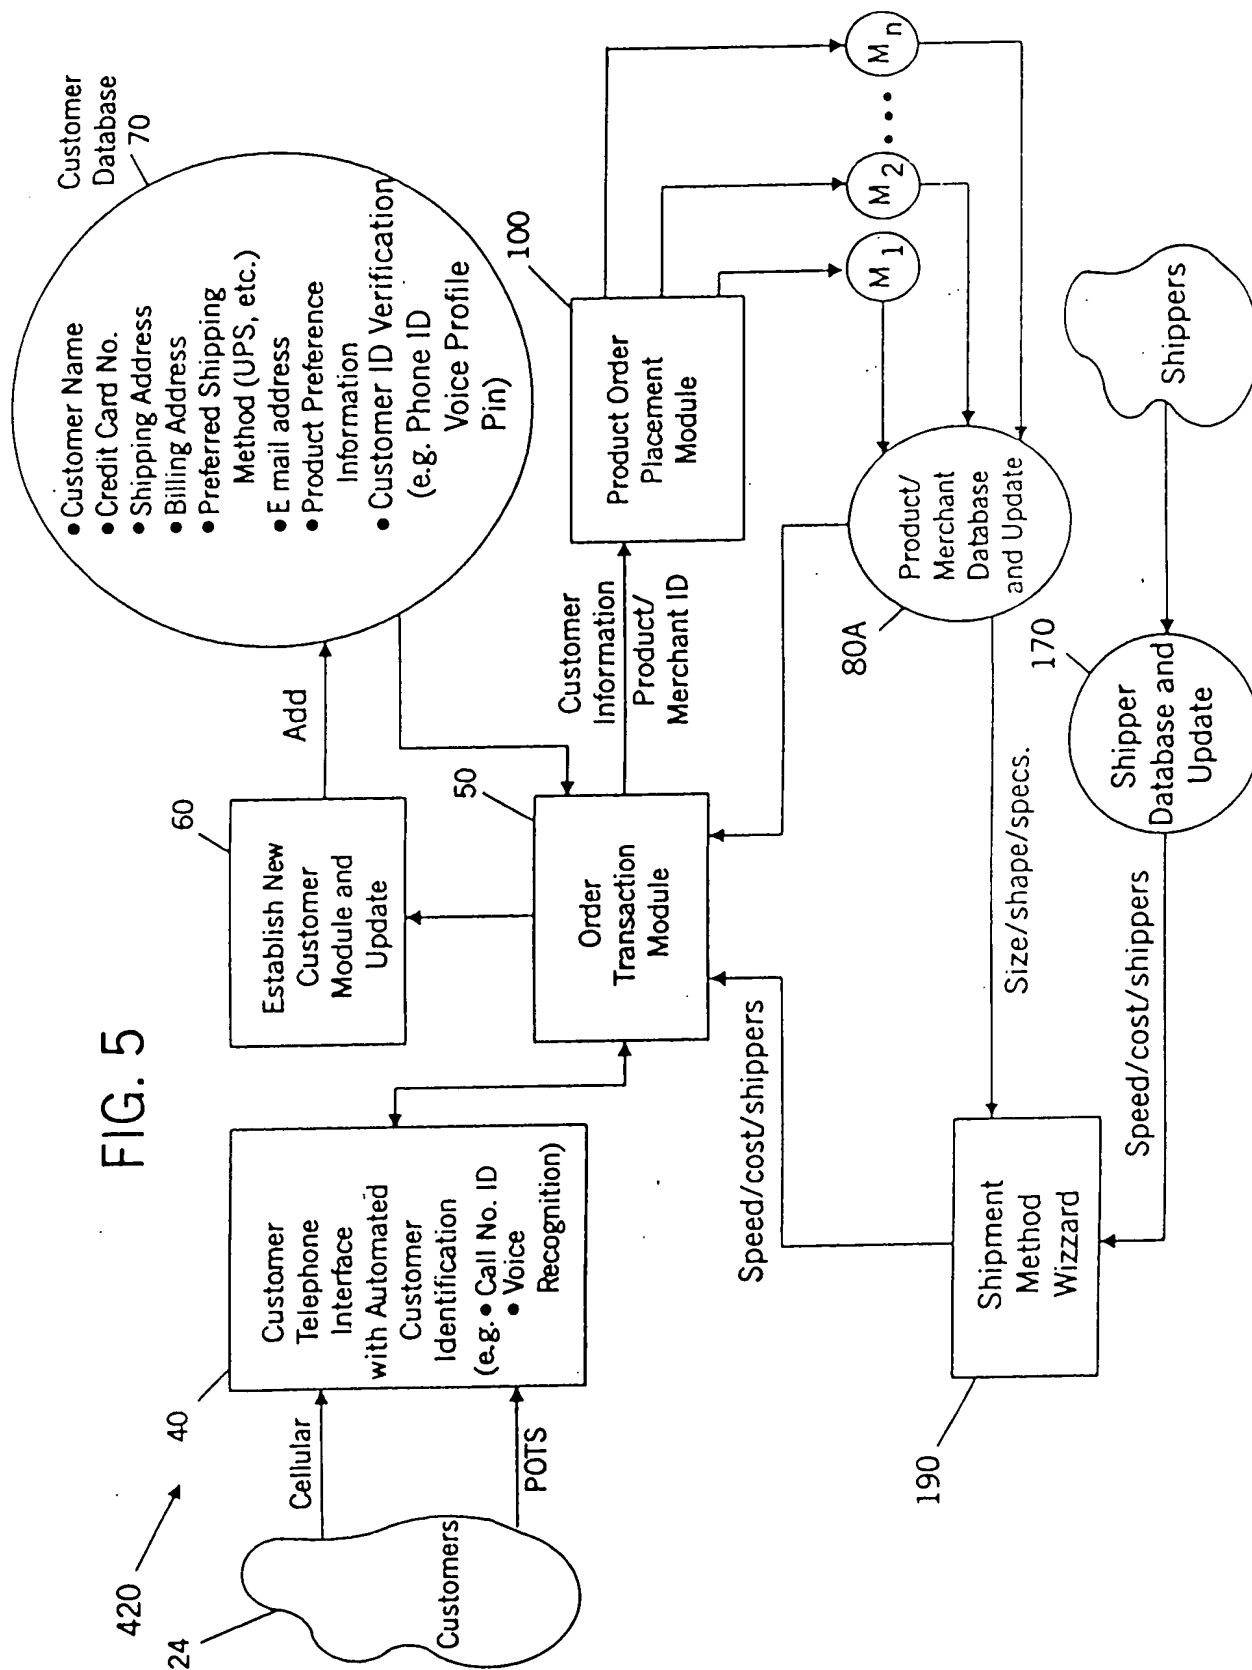 FIG. 5
420
24
Customers
Cellular
POTS
40
Customer
Telephone
Interface
with Automated
Customer
Identification
(e.g. • Call No. ID
• Voice
Recognition)
60
Establish New
Customer
Module and
Update
Add
Customer
Database
70
• Customer Name
• Credit Card No.
• Shipping Address
• Billing Address
• Preferred Shipping
Method (UPS, etc.)
• E mail address
• Product Preference
Information
• Customer ID Verification
(e.g. Phone ID
Voice Profile
Pin)
50
Order
Transaction
Module
Customer
Information
Product/
Merchant ID
100
Product Order
Placement
Module
M 1
M 2
M n
80A
Product/
Merchant
Database
and Update
Speed/cost/shippers
Size/shape/specs.
190
Shipment
Method
Wizzard
Speed/cost/shippers
170
Shipper
Database and
Update
Shippers